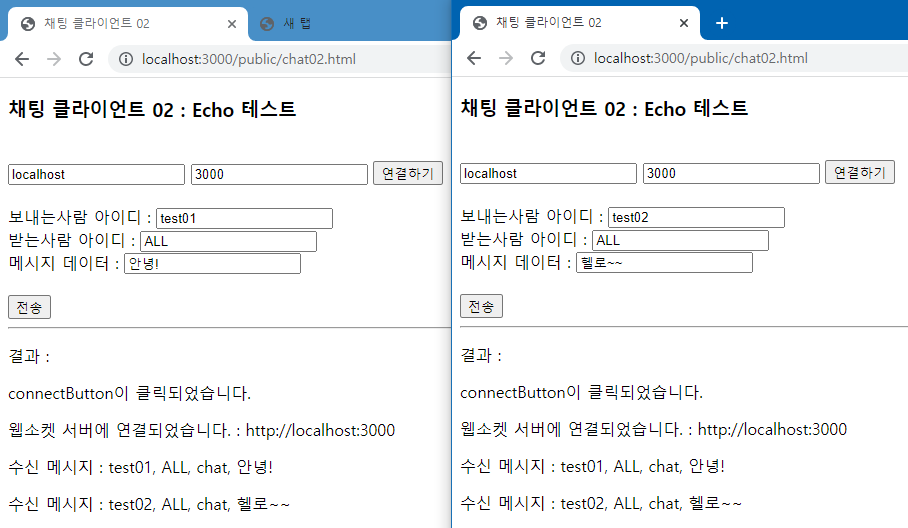 채팅 클라이언트 02
새 탭
localhost:3000/public/chat02.html
채팅 클라이언트 02 : Echo 테스트
localhost 3000 연결하기
보내는사람 아이디 : test01
받는사람 아이디 : ALL
메시지 데이터 : 안녕!
전송
결과 :
connectButton이 클릭되었습니다.
웹소켓 서버에 연결되었습니다. : http://localhost:3000
수신 메시지 : test01, ALL, chat, 안녕!
수신 메시지 : test02, ALL, chat, 헬로~~
채팅 클라이언트 02
localhost:3000/public/chat02.html
채팅 클라이언트 02 : Echo 테스트
localhost 3000 연결하기
보내는사람 아이디 : test02
받는사람 아이디 : ALL
메시지 데이터 : 헬로~~
전송
결과 :
connectButton이 클릭되었습니다.
웹소켓 서버에 연결되었습니다. : http://localhost:3000
수신 메시지 : test01, ALL, chat, 안녕!
수신 메시지 : test02, ALL, chat, 헬로~~